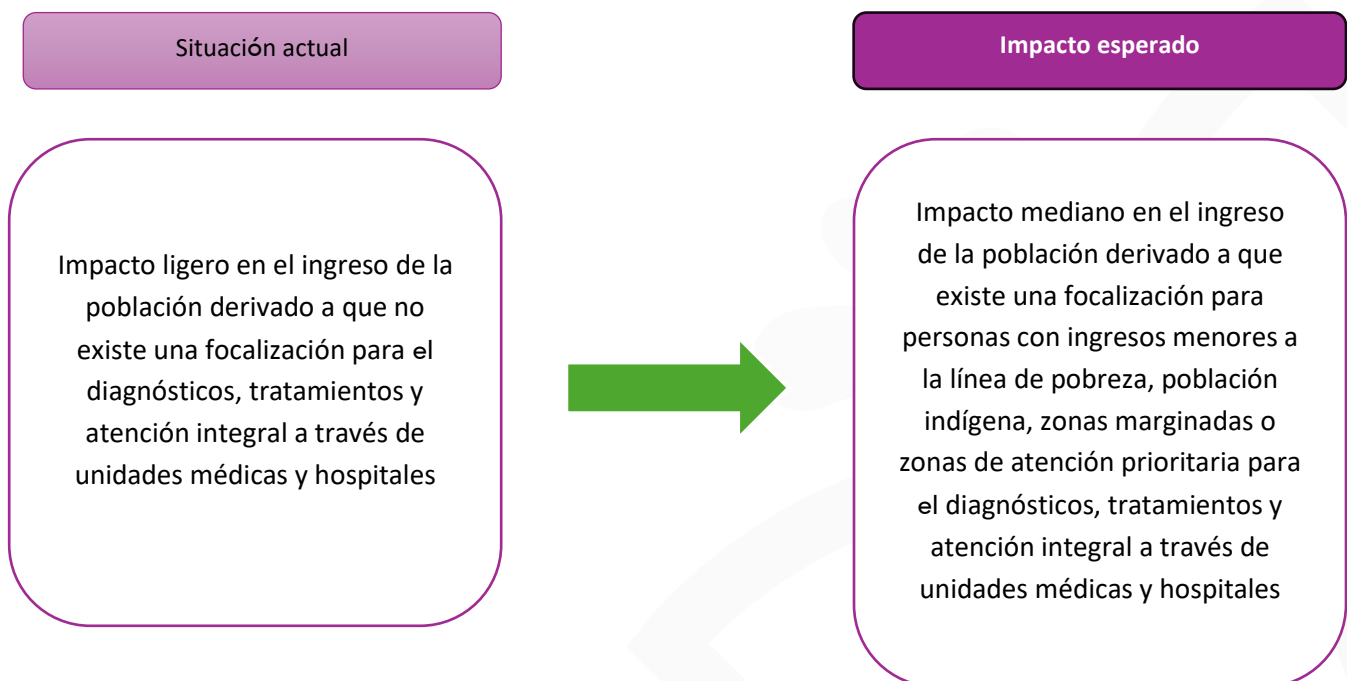 Situación actual
Impacto ligero en el ingreso de la
población derivado a que no
existe una focalización para el
diagnósticos, tratamientos y
atención integral a través de
unidades médicas y hospitales
Impacto esperado
Impacto mediano en el ingreso
de la población derivado a que
existe una focalización para
personas con ingresos menores a
la línea de pobreza, población
indígena, zonas marginadas o
zonas de atención prioritaria para
el diagnósticos, tratamientos y
atención integral a través de
unidades médicas y hospitales